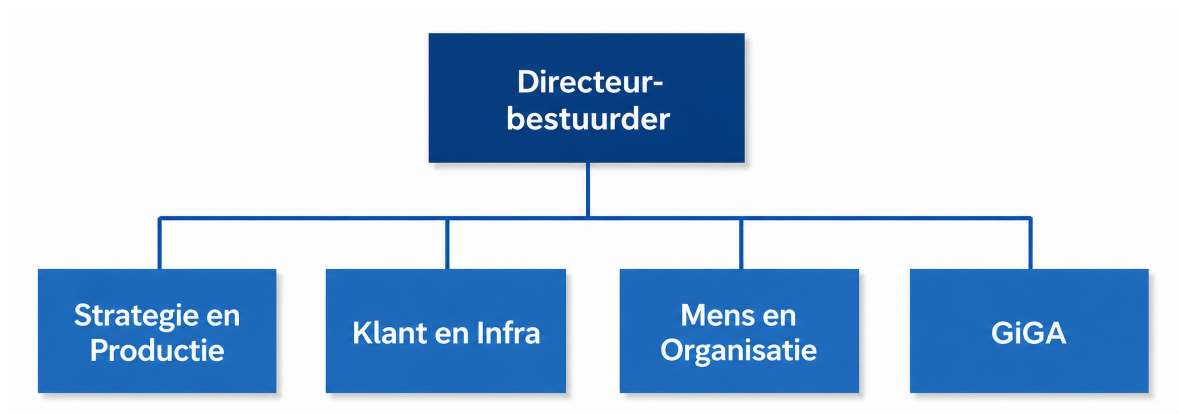 Directeur-
bestuurder
Strategie en
Productie
Klant en Infra
Mens en
Organisatie
GiGA